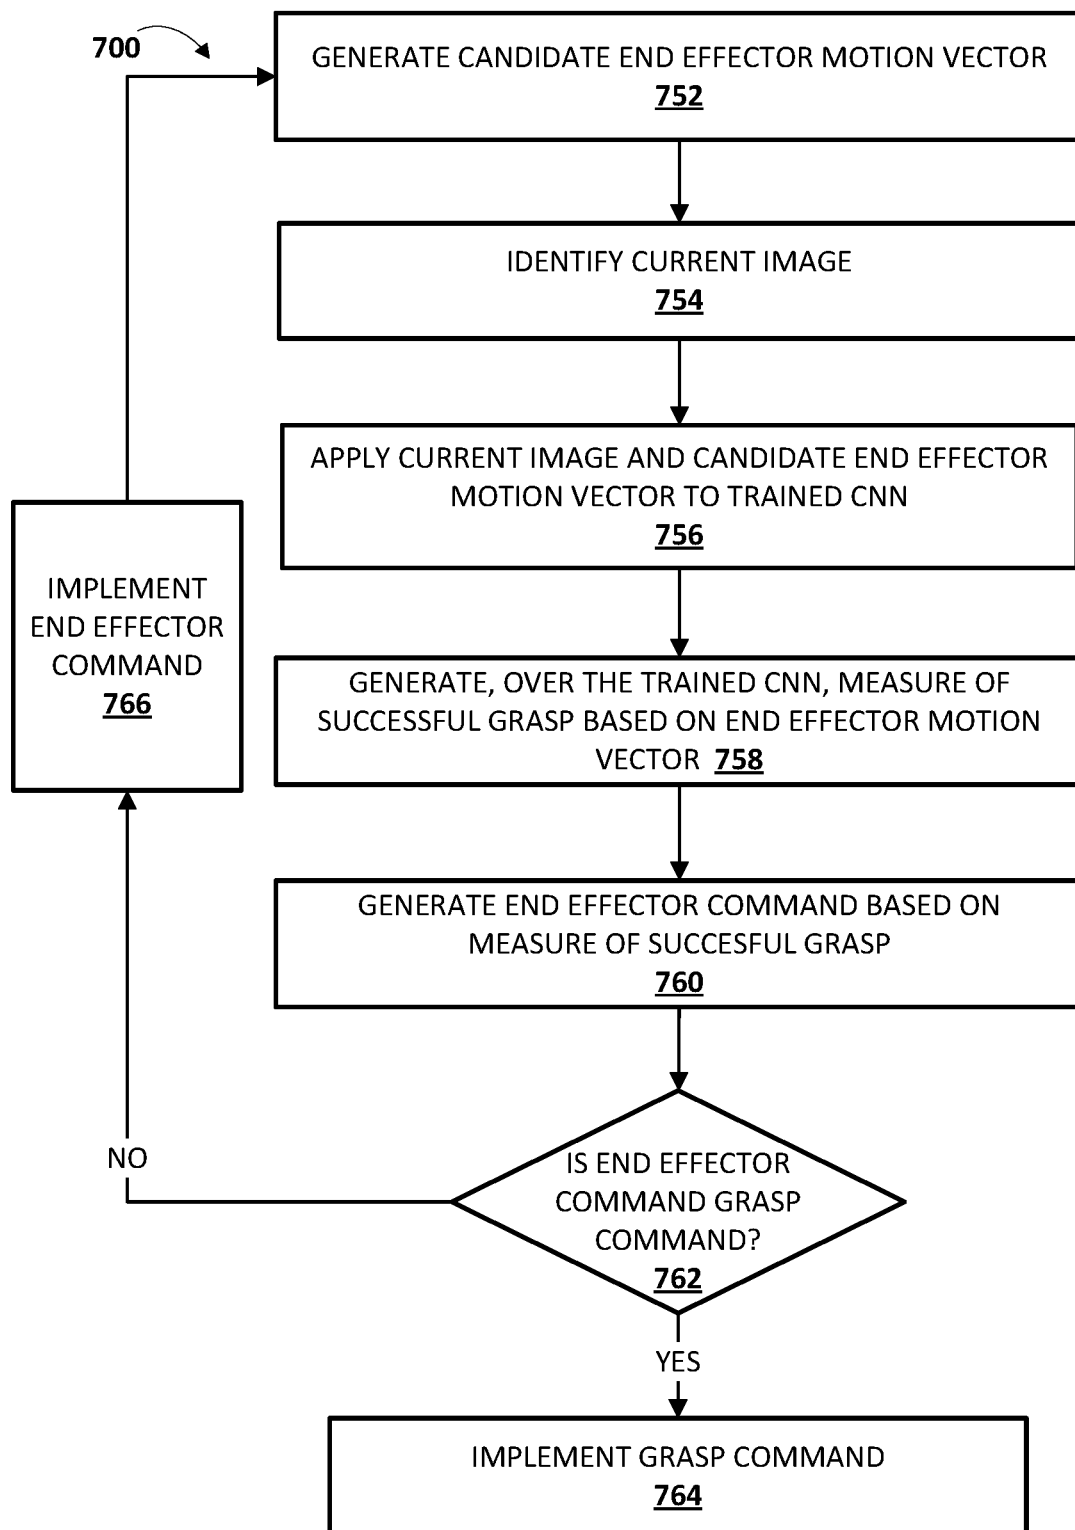 700
GENERATE CANDIDATE END EFFECTOR MOTION VECTOR
752
IDENTIFY CURRENT IMAGE
754
APPLY CURRENT IMAGE AND CANDIDATE END EFFECTOR
MOTION VECTOR TO TRAINED CNN
756
IMPLEMENT
END EFFECTOR
COMMAND
766
GENERATE, OVER THE TRAINED CNN, MEASURE OF
SUCCESSFUL GRASP BASED ON END EFFECTOR MOTION
VECTOR 758
GENERATE END EFFECTOR COMMAND BASED ON
MEASURE OF SUCCESFUL GRASP
760
NO
IS END EFFECTOR
COMMAND GRASP
COMMAND?
762
YES
IMPLEMENT GRASP COMMAND
764